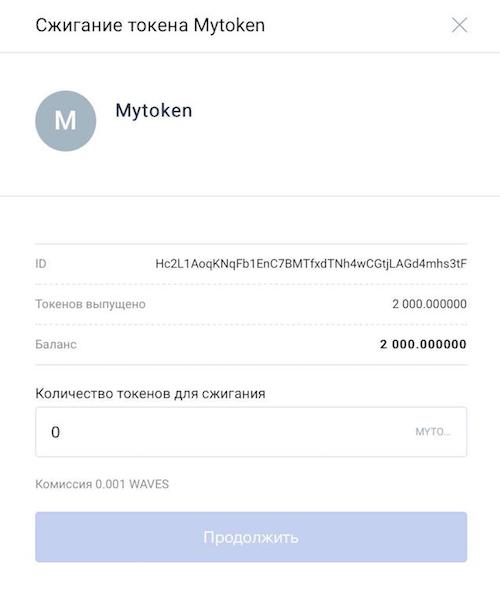 Сжигание токена Mytoken
M
Mytoken
ID Hc2L1AoqKNqFb1EnC7BMTfxdTNh4wCGtjLAGd4mhs3tF
Токенов выпущено 2 000.000000
Баланс 2 000.000000
Количество токенов для сжигания
0 MYTO...
Комиссия 0.001 WAVES
Продолжить